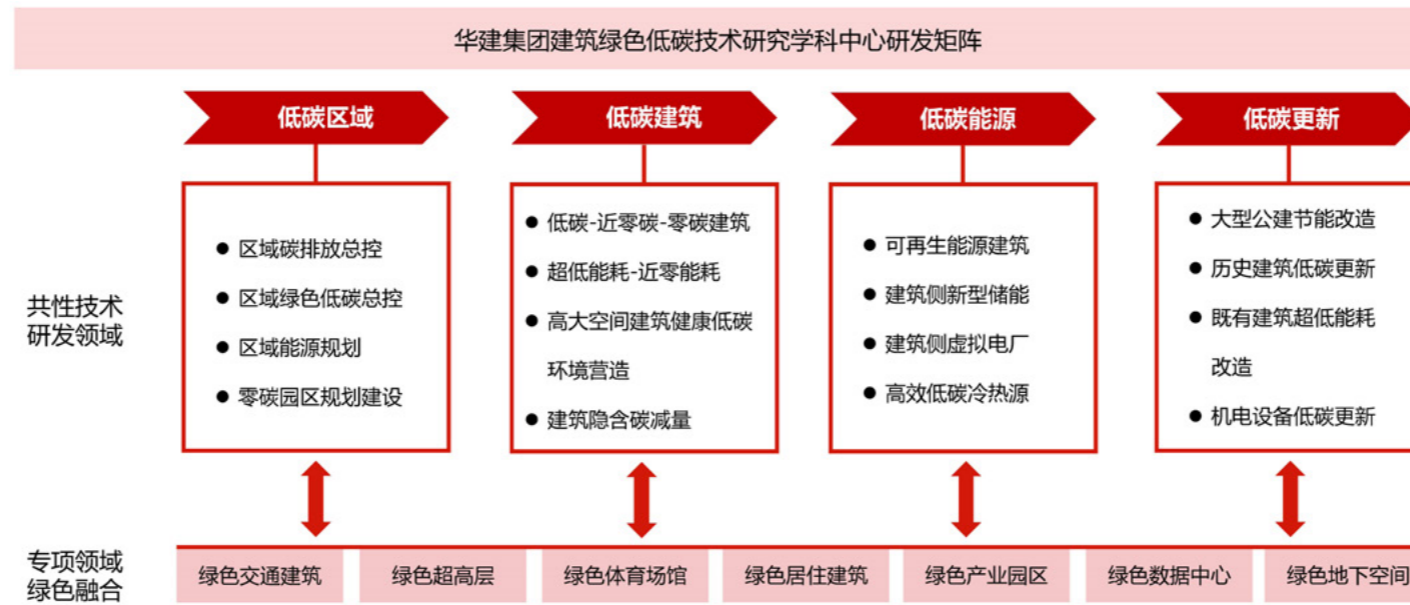 华建集团建筑绿色低碳技术研究学科中心研发矩阵
低碳区域
低碳建筑
低碳能源
低碳更新
共性技术
研发领域
● 区域碳排放总控
● 区域绿色低碳总控
● 区域能源规划
● 零碳园区规划建设
● 低碳-近零碳-零碳建筑
● 超低能耗-近零能耗
● 高大空间建筑健康低碳
环境营造
● 建筑隐含碳减量
● 可再生能源建筑
● 建筑侧新型储能
● 建筑侧虚拟电厂
● 高效低碳冷热源
● 大型公建节能改造
● 历史建筑低碳更新
● 既有建筑超低能耗
改造
● 机电设备低碳更新
专项领域
绿色融合
绿色交通建筑
绿色超高层
绿色体育场馆
绿色居住建筑
绿色产业园区
绿色数据中心
绿色地下空间